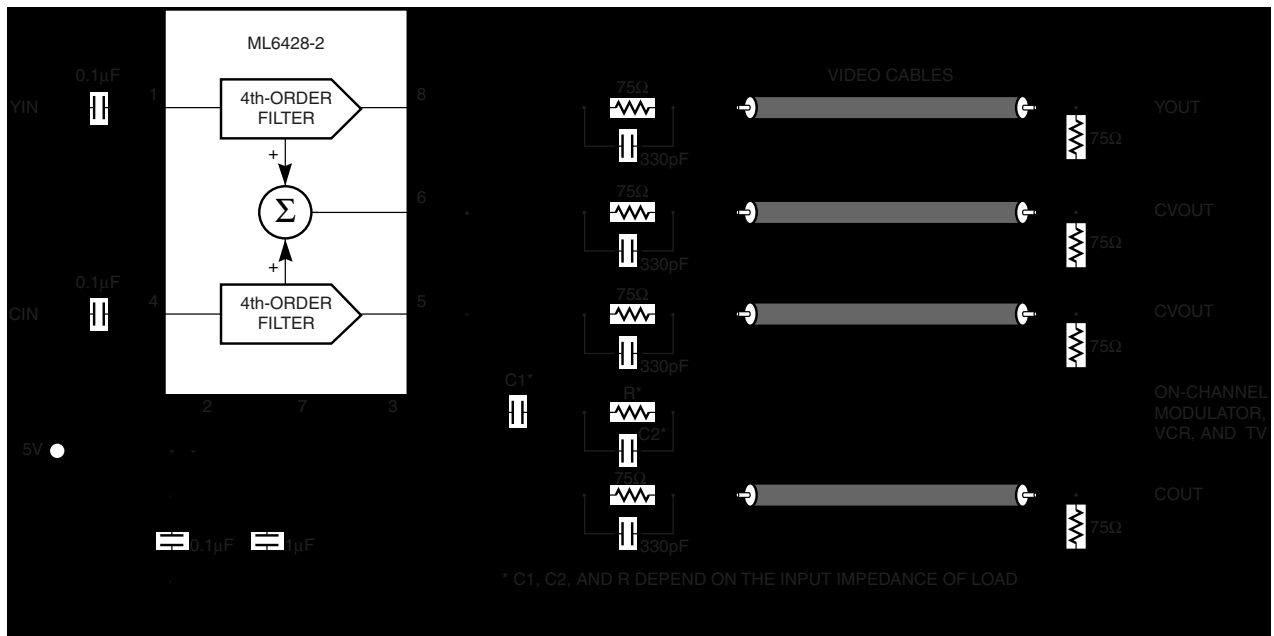 ML6428-2
0.1µF
YIN
1
4th-ORDER
FILTER
8
75Ω
330pF
VIDEO CABLES
75Ω
YOUT
+
Σ
6
75Ω
330pF
75Ω
CVOUT
+
0.1µF
CIN
4
4th-ORDER
FILTER
5
75Ω
330pF
75Ω
CVOUT
2
7
3
C1*
R*
C2*
ON-CHANNEL
MODULATOR,
VCR, AND TV
5V
75Ω
330pF
75Ω
COUT
0.1µF
1µF
* C1, C2, AND R DEPEND ON THE INPUT IMPEDANCE OF LOAD